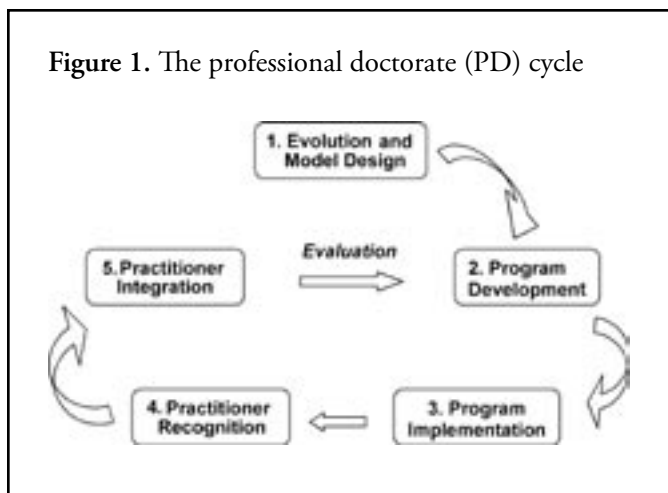 Figure 1. The professional doctorate (PD) cycle
1. Evolution and
Model Design
Evaluation
5. Practitioner
Integration
2. Program
Development
4. Practitioner
Recognition
3. Program
Implementation